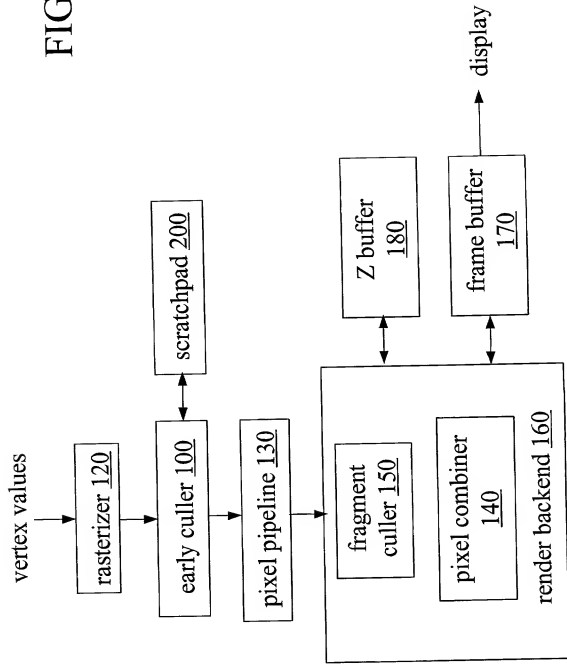 FIG
vertex values
rasterizer 120
early culler 100
scratchpad 200
pixel pipeline 130
fragment
culler 150
pixel combiner
140
render backend 160
Z buffer
180
frame buffer
170
display